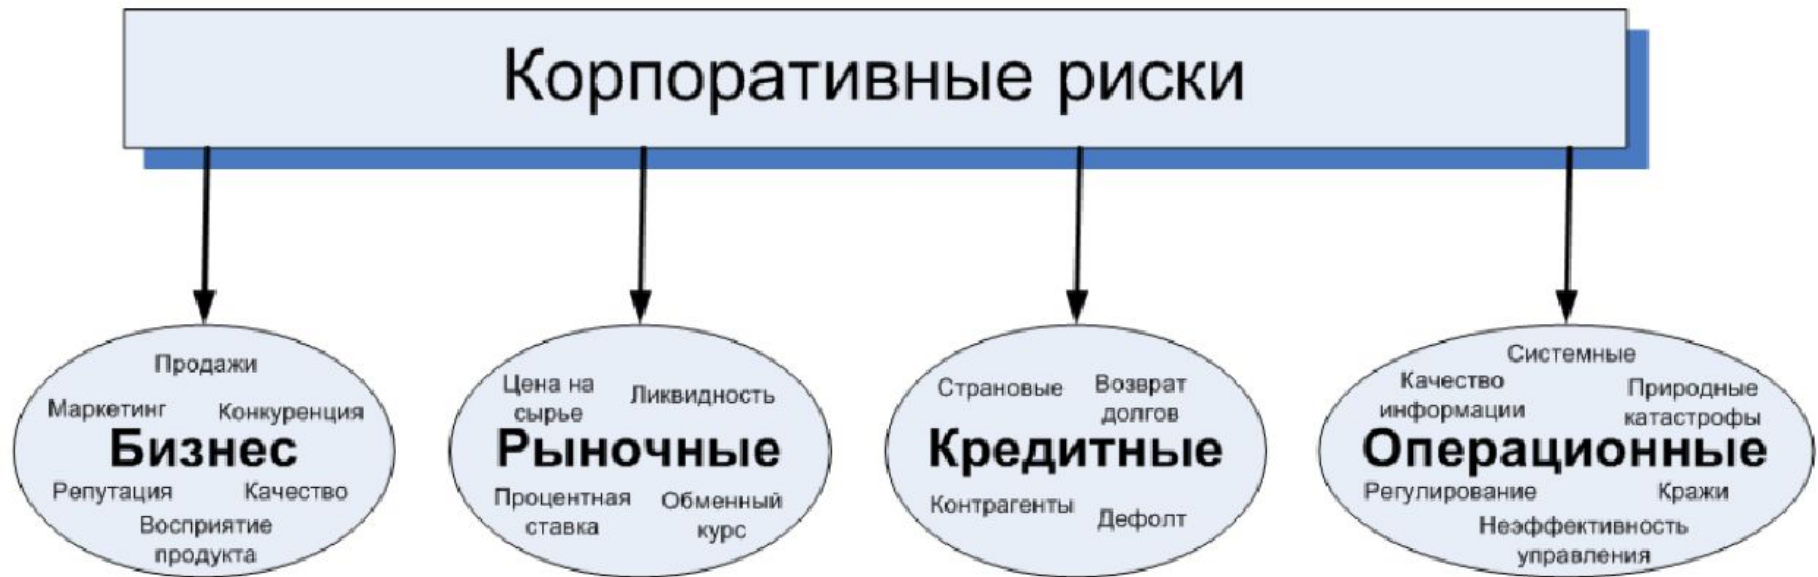 Корпоративные риски
Продажи
Маркетинг
Конкуренция
Бизнес
Репутация
Качество
Восприятие
продукта
Цена на
сырье
Ликвидность
Рыночные
Процентная
ставка
Обменный
курс
Страновые
Возврат
долгов
Кредитные
Контрагенты
Дефолт
Системные
Качество
информации
Природные
катастрофы
Операционные
Регулирование
Кражи
Неэффективность
управления